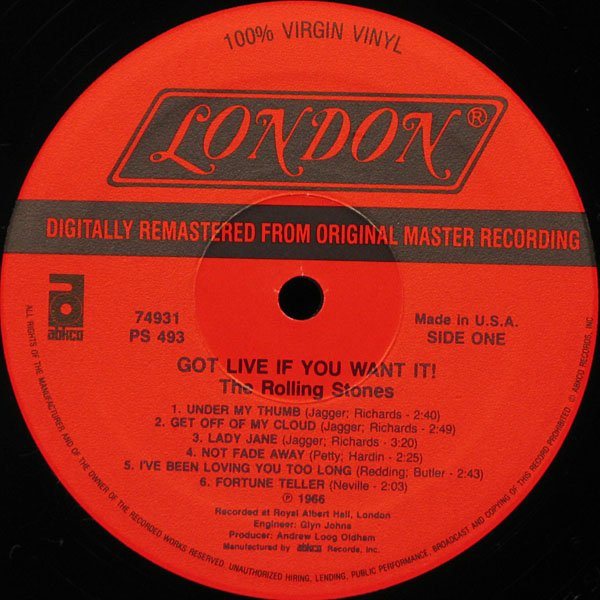 100% VIRGIN VINYL
LONDON®
DIGITALLY REMASTERED FROM ORIGINAL MASTER RECORDING
abkco
74931
PS 493
Made in U.S.A.
SIDE ONE
GOT LIVE IF YOU WANT IT!
The Rolling Stones
1. UNDER MY THUMB (Jagger; Richards - 2:40)
2. GET OFF OF MY CLOUD (Jagger; Richards - 2:49)
3. LADY JANE (Jagger; Richards - 3:20)
4. NOT FADE AWAY (Petty; Hardin - 2:25)
5. I'VE BEEN LOVING YOU TOO LONG (Redding; Butler - 2:43)
6. FORTUNE TELLER (Neville - 2:03)
℗ 1966
Recorded at Royal Albert Hall, London
Engineer: Glyn Johns
Producer: Andrew Loog Oldham
Manufactured by abkco Records, Inc.
ALL RIGHTS OF THE MANUFACTURER AND OF THE OWNER OF THE RECORDED WORKS RESERVED. UNAUTHORIZED HIRING, LENDING, PUBLIC PERFORMANCE, BROADCAST AND COPYING OF THIS RECORD PROHIBITED © ABKCO RECORDS, INC.